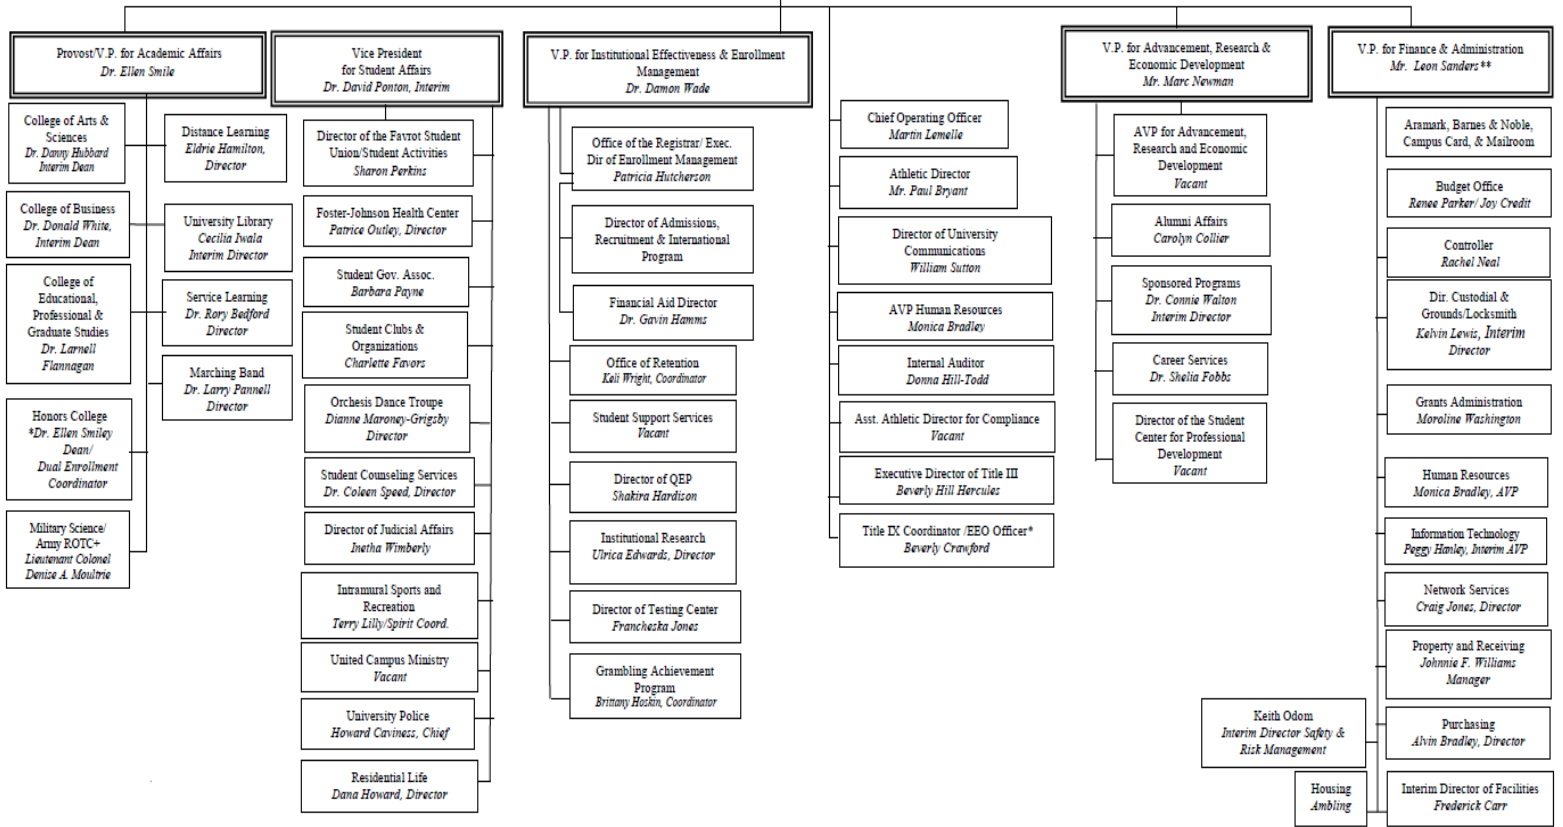 Provost/V.P. for Academic Affairs
Dr. Ellen Smile
College of Arts &
Sciences
Dr. Danny Hubbard
Interim Dean
College of Business
Dr. Donald White,
Interim Dean
College of
Educational,
Professional &
Graduate Studies
Dr. Larnell
Flannagan
Honors College
*Dr. Ellen Smiley
Dean/
Dual Enrollment
Coordinator
Military Science/
Army ROTC+
Lieutenant Colonel
Denise A. Moultrie
Distance Learning
Eldrie Hamilton,
Director
University Library
Cecilia Iwala
Interim Director
Service Learning
Dr. Rory Bedford
Director
Marching Band
Dr. Larry Pannell
Director
Vice President
for Student Affairs
Dr. David Ponton, Interim
Director of the Favrot Student
Union/Student Activities
Sharon Perkins
Foster-Johnson Health Center
Patrice Outley, Director
Student Gov. Assoc.
Barbara Payne
Student Clubs &
Organizations
Charlette Favors
Orchesis Dance Troupe
Dianne Maroney-Grigsby
Director
Student Counseling Services
Dr. Coleen Speed, Director
Director of Judicial Affairs
Inetha Wimberly
Intramural Sports and
Recreation
Terry Lilly/Spirit Coord.
United Campus Ministry
Vacant
University Police
Howard Caviness, Chief
Residential Life
Dana Howard, Director
V.P. for Institutional Effectiveness & Enrollment
Management
Dr. Damon Wade
Office of the Registrar/ Exec.
Dir of Enrollment Management
Patricia Hutcherson
Director of Admissions,
Recruitment & International
Program
Financial Aid Director
Dr. Gavin Hamms
Office of Retention
Keli Wright, Coordinator
Student Support Services
Vacant
Director of QEP
Shakira Hardison
Institutional Research
Ulrica Edwards, Director
Director of Testing Center
Francheska Jones
Grambling Achievement
Program
Brittany Hoskin, Coordinator
Chief Operating Officer
Martin Lemelle
Athletic Director
Mr. Paul Bryant
Director of University
Communications
William Sutton
AVP Human Resources
Monica Bradley
Internal Auditor
Donna Hill-Todd
Asst. Athletic Director for Compliance
Vacant
Executive Director of Title III
Beverly Hill Hercules
Title IX Coordinator /EEO Officer*
Beverly Crawford
V.P. for Advancement, Research &
Economic Development
Mr. Marc Newman
AVP for Advancement,
Research and Economic
Development
Vacant
Alumni Affairs
Carolyn Collier
Sponsored Programs
Dr. Connie Walton
Interim Director
Career Services
Dr. Shelia Fobbs
Director of the Student
Center for Professional
Development
Vacant
V.P. for Finance & Administration
Mr. Leon Sanders**
Aramark, Barnes & Noble,
Campus Card, & Mailroom
Budget Office
Renee Parker/ Joy Credit
Controller
Rachel Neal
Dir. Custodial &
Grounds/Locksmith
Kelvin Lewis, Interim
Director
Grants Administration
Moroline Washington
Human Resources
Monica Bradley, AVP
Information Technology
Peggy Hanley, Interim AVP
Network Services
Craig Jones, Director
Property and Receiving
Johnnie F. Williams
Manager
Keith Odom
Interim Director Safety &
Risk Management
Purchasing
Alvin Bradley, Director
Housing
Ambling
Interim Director of Facilities
Frederick Carr